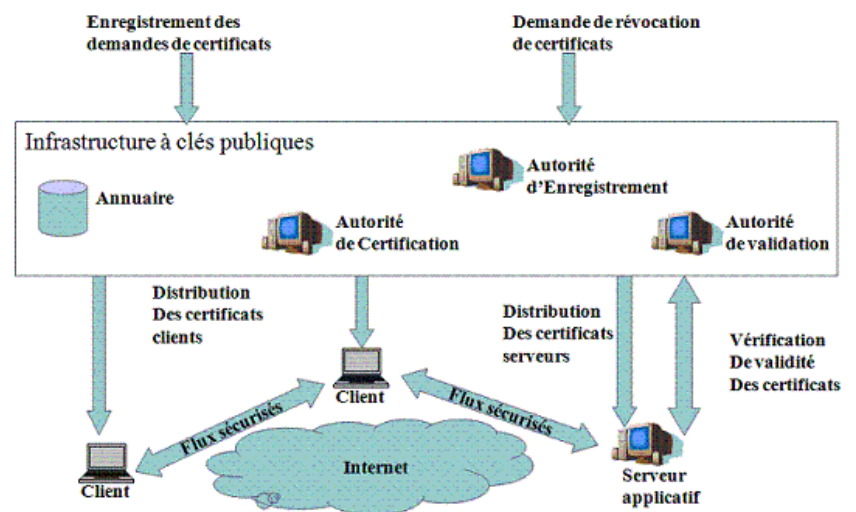 Enregistrement des
demandes de certificats
Demande de révocation
de certificats
Infrastructure à clés publiques
Annuaire
Autorité
de Certification
Autorité
d'Enregistrement
Autorité
de validation
Distribution
Des certificats
clients
Distribution
Des certificats
serveurs
Vérification
De validité
Des certificats
Client
Flux sécurisés
Flux sécurisés
Internet
Client
Serveur
applicatif